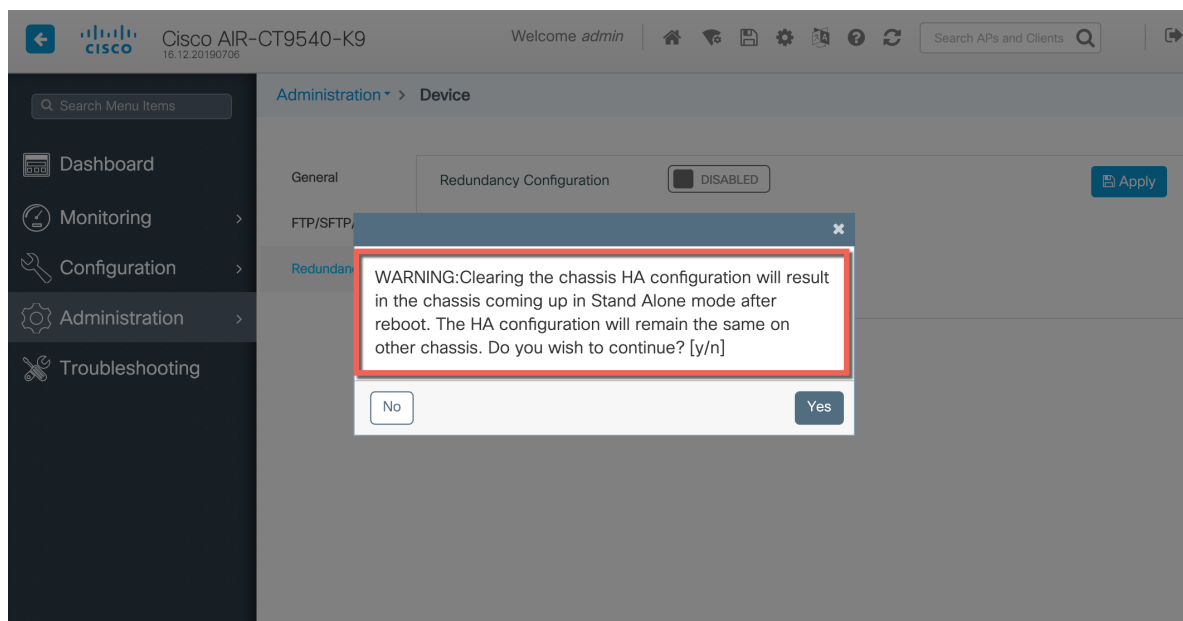 CISCO
Cisco AIR-CT9540-K9
16.12.20190706
Welcome admin
Search APs and Clients
Search Menu Items
Administration > Device
Dashboard
Monitoring >
Configuration >
Administration >
Troubleshooting
General
FTP/SFTP/
Redundan
Redundancy Configuration
DISABLED
Apply
WARNING:Clearing the chassis HA configuration will result
in the chassis coming up in Stand Alone mode after
reboot. The HA configuration will remain the same on
other chassis. Do you wish to continue? [y/n]
No
Yes